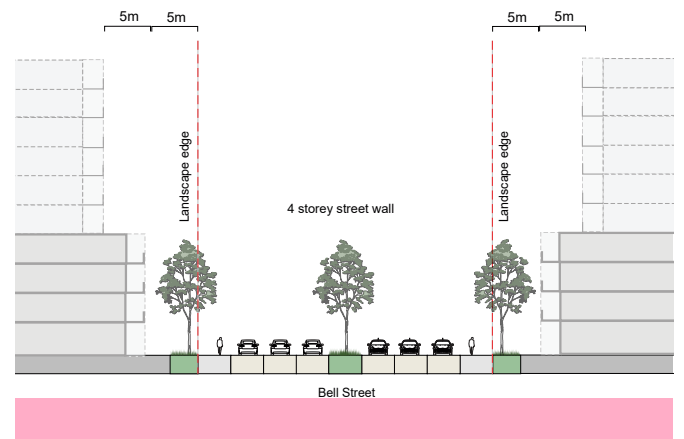 5m 5m 5m 5m
Landscape edge
Landscape edge
4 storey street wall
Bell Street